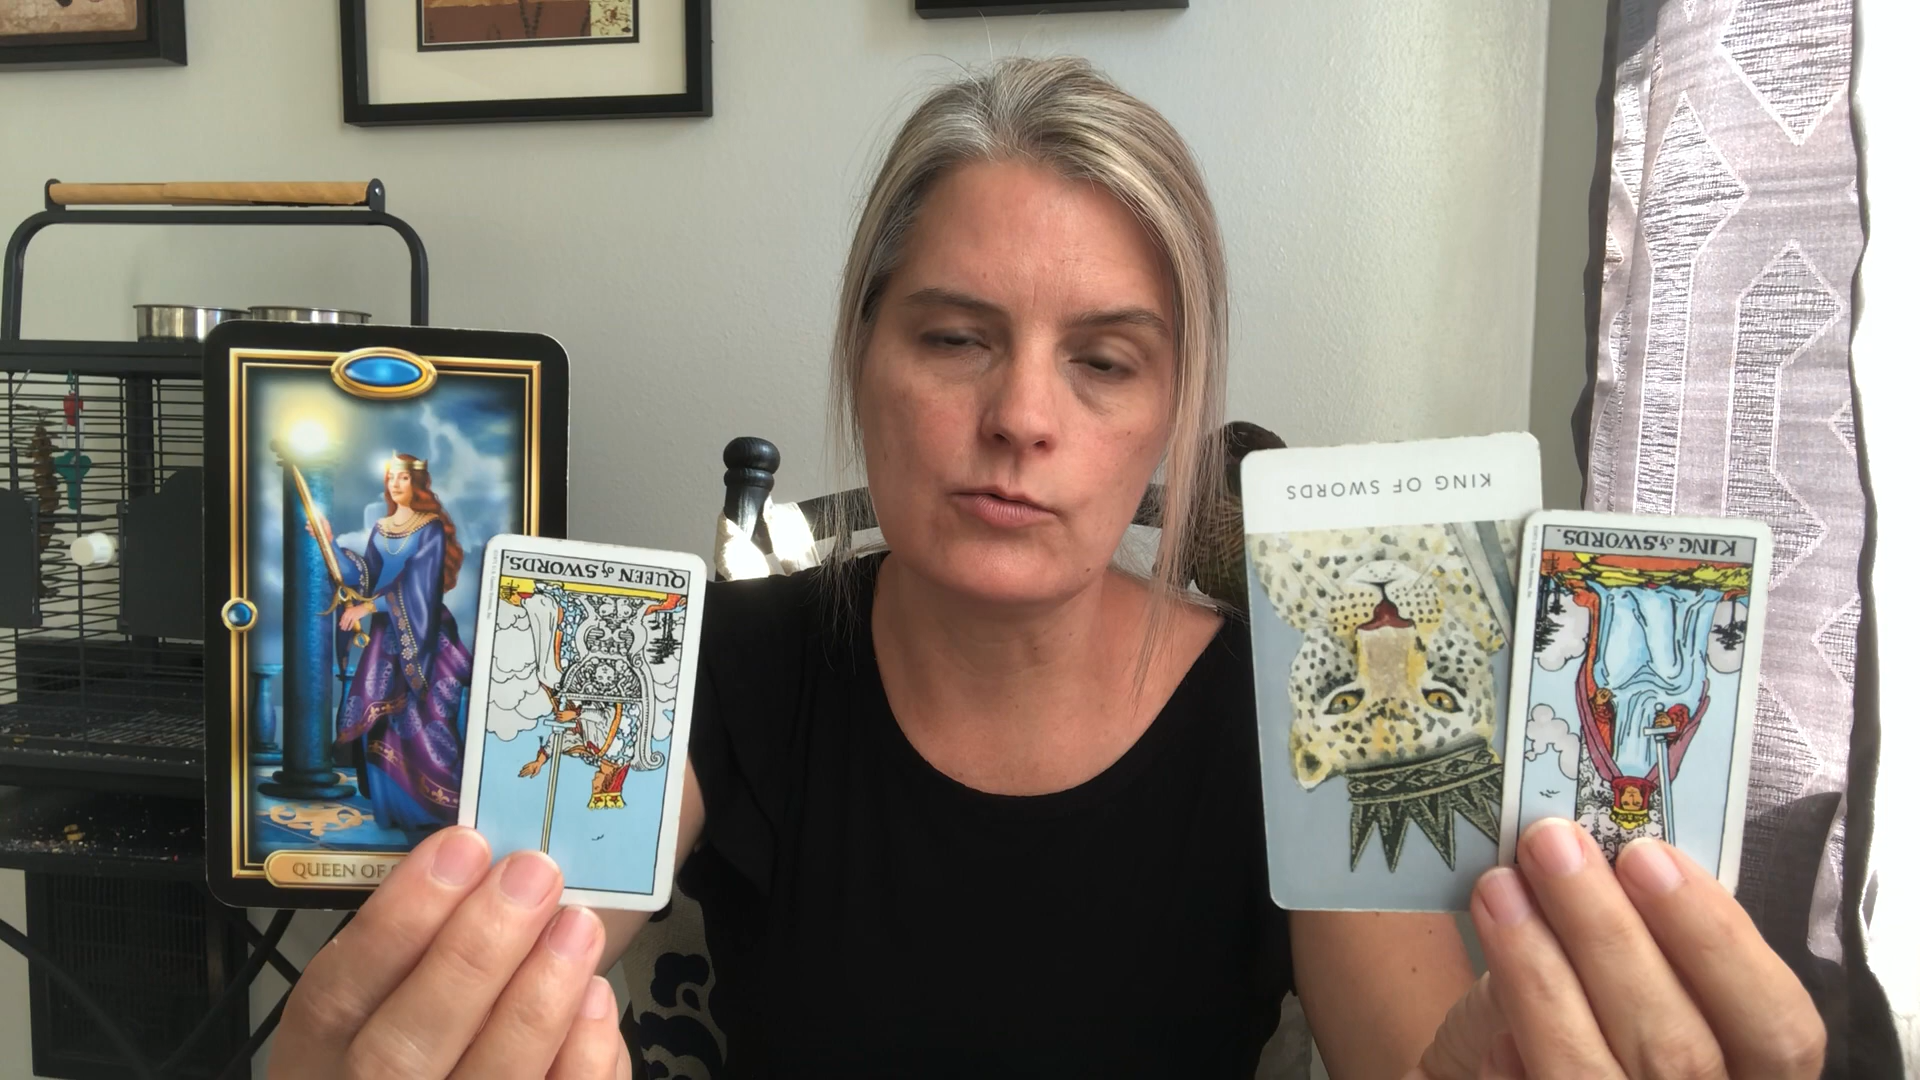 QUEEN of SWORDS.
QUEEN OF
KING OF SWORDS
KING of SWORDS.